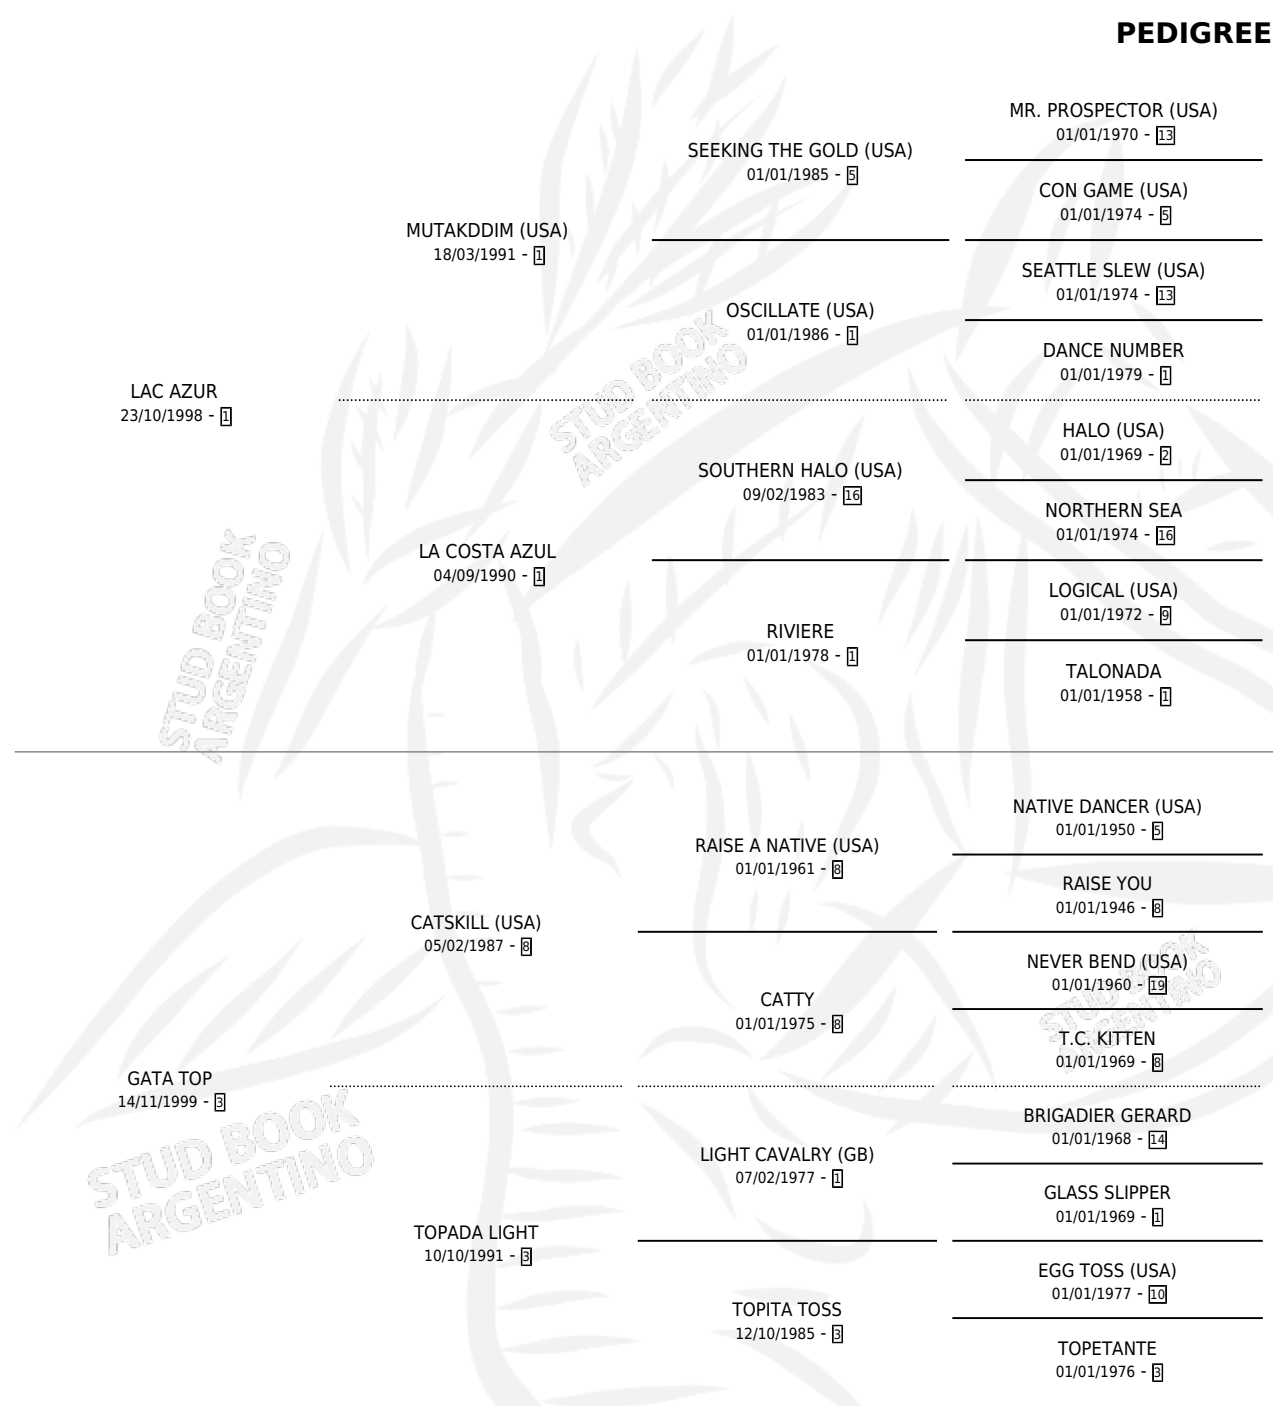 PEDIGREE
MR. PROSPECTOR (USA)
01/01/1970 - 13
SEEKING THE GOLD (USA)
01/01/1985 - 5
CON GAME (USA)
01/01/1974 - 5
MUTAKDDIM (USA)
18/03/1991 - 1
SEATTLE SLEW (USA)
01/01/1974 - 13
OSCILLATE (USA)
01/01/1986 - 1
DANCE NUMBER
01/01/1979 - 1
LAC AZUR
23/10/1998 - 1
HALO (USA)
01/01/1969 - 2
SOUTHERN HALO (USA)
09/02/1983 - 16
NORTHERN SEA
01/01/1974 - 16
LA COSTA AZUL
04/09/1990 - 1
LOGICAL (USA)
01/01/1972 - 9
RIVIERE
01/01/1978 - 1
TALONADA
01/01/1958 - 1
NATIVE DANCER (USA)
01/01/1950 - 5
RAISE A NATIVE (USA)
01/01/1961 - 8
RAISE YOU
01/01/1946 - 8
CATSKILL (USA)
05/02/1987 - 8
NEVER BEND (USA)
01/01/1960 - 19
CATTY
01/01/1975 - 8
T.C. KITTEN
01/01/1969 - 8
GATA TOP
14/11/1999 - 3
BRIGADIER GERARD
01/01/1968 - 14
LIGHT CAVALRY (GB)
07/02/1977 - 1
GLASS SLIPPER
01/01/1969 - 1
TOPADA LIGHT
10/10/1991 - 3
EGG TOSS (USA)
01/01/1977 - 10
TOPITA TOSS
12/10/1985 - 3
TOPETANTE
01/01/1976 - 3
STUD BOOK
ARGENTINO
STUD BOOK
ARGENTINO
STUD BOOK
ARGENTINO
STUD BOOK
ARGENTINO